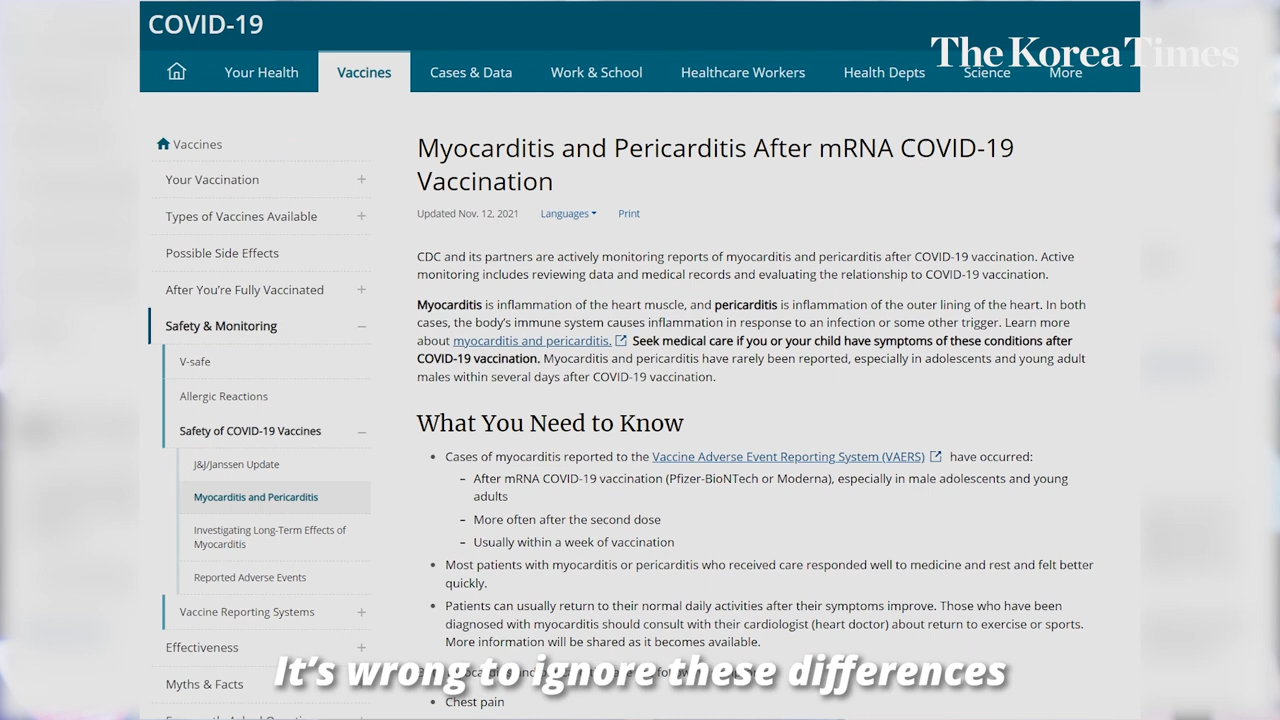 COVID-19
The Korea Times
Your Health
Vaccines
Cases & Data
Work & School
Healthcare Workers
Health Depts
Science
More
Vaccines
Your Vaccination
Types of Vaccines Available
Possible Side Effects
After You're Fully Vaccinated
Safety & Monitoring
V-safe
Allergic Reactions
Safety of COVID-19 Vaccines
J&J/Janssen Update
Myocarditis and Pericarditis
Investigating Long-Term Effects of
Myocarditis
Reported Adverse Events
Vaccine Reporting Systems
Effectiveness
Myths & Facts
Myocarditis and Pericarditis After mRNA COVID-19
Vaccination
Updated Nov. 12, 2021 Languages Print
CDC and its partners are actively monitoring reports of myocarditis and pericarditis after COVID-19 vaccination. Active
monitoring includes reviewing data and medical records and evaluating the relationship to COVID-19 vaccination.
Myocarditis is inflammation of the heart muscle, and pericarditis is inflammation of the outer lining of the heart. In both
cases, the body's immune system causes inflammation in response to an infection or some other trigger. Learn more
about myocarditis and pericarditis. Seek medical care if you or your child have symptoms of these conditions after
COVID-19 vaccination. Myocarditis and pericarditis have rarely been reported, especially in adolescents and young adult
males within several days after COVID-19 vaccination.
What You Need to Know
• Cases of myocarditis reported to the Vaccine Adverse Event Reporting System (VAERS) have occurred:
– After mRNA COVID-19 vaccination (Pfizer-BioNTech or Moderna), especially in male adolescents and young
adults
– More often after the second dose
– Usually within a week of vaccination
• Most patients with myocarditis or pericarditis who received care responded well to medicine and rest and felt better
quickly.
• Patients can usually return to their normal daily activities after their symptoms improve. Those who have been
diagnosed with myocarditis should consult with their cardiologist (heart doctor) about return to exercise or sports.
More information will be shared as it becomes available.
It's wrong to ignore these differences
• Chest pain